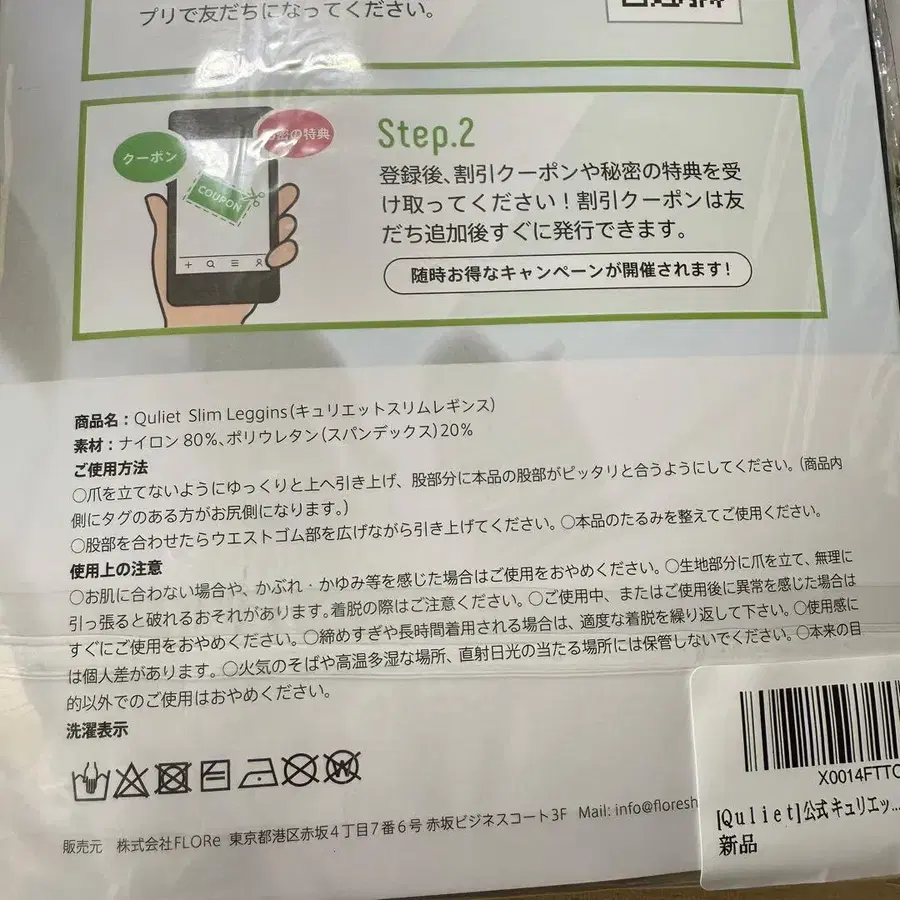 プリで友だちになってください。
クーポン
密の特典
COUPON
Step.2
登録後、割引クーポンや秘密の特典を受
け取ってください！割引クーポンは友
だち追加後すぐに発行できます。
随時お得なキャンペーンが開催されます！
商品名：Quliet Slim Leggins(キュリエットスリムレギンス)
素材：ナイロン80%、ポリウレタン(スパンデックス)20%
ご使用方法
○爪を立てないようにゆっくりと上へ引き上げ、股部分に本品の股部がピッタリと合うようにしてください。(商品内
側にタグのある方がお尻側になります。)
○股部を合わせたらウエストゴム部を広げながら引き上げてください。○本品のたるみを整えてご使用ください。
使用上の注意
○お肌に合わない場合や、かぶれ・かゆみ等を感じた場合はご使用をおやめください。○生地部分に爪を立て、無理に
引っ張ると破れるおそれがあります。着脱の際はご注意ください。○ご使用中、またはご使用後に異常を感じた場合は
すぐにご使用をおやめください。○締めすぎや長時間着用される場合は、適度な着脱を繰り返して下さい。○使用感に
は個人差があります。○火気のそばや高温多湿な場所、直射日光の当たる場所には保管しないでください。○本来の目
的以外でのご使用はおやめください。
洗濯表示
販売元 株式会社FLORe 東京都港区赤坂4丁目7番6号 赤坂ビジネスコート3F Mail: info@floresh
X0014FTTC
[Quliet]公式 キュリエッ...
新品